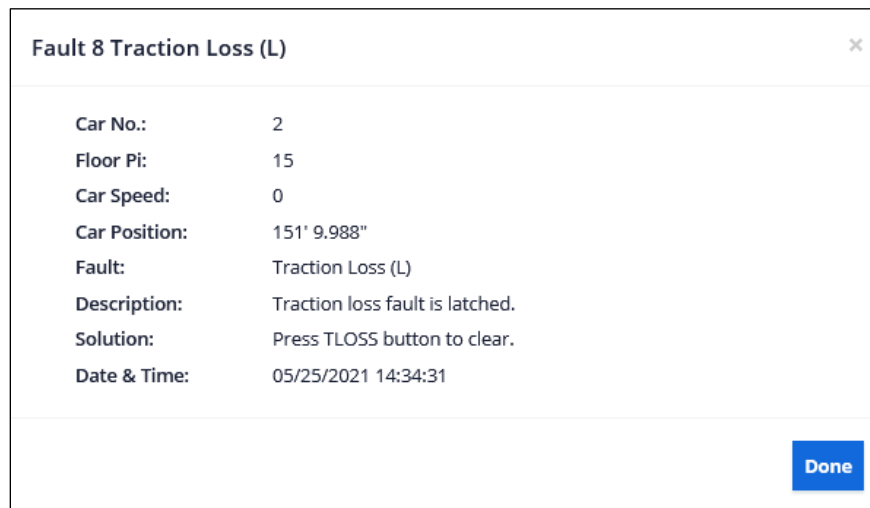 Fault 8 Traction Loss (L) ×
Car No.: 2
Floor Pi: 15
Car Speed: 0
Car Position: 151' 9.988"
Fault: Traction Loss (L)
Description: Traction loss fault is latched.
Solution: Press TLOSS button to clear.
Date & Time: 05/25/2021 14:34:31
Done